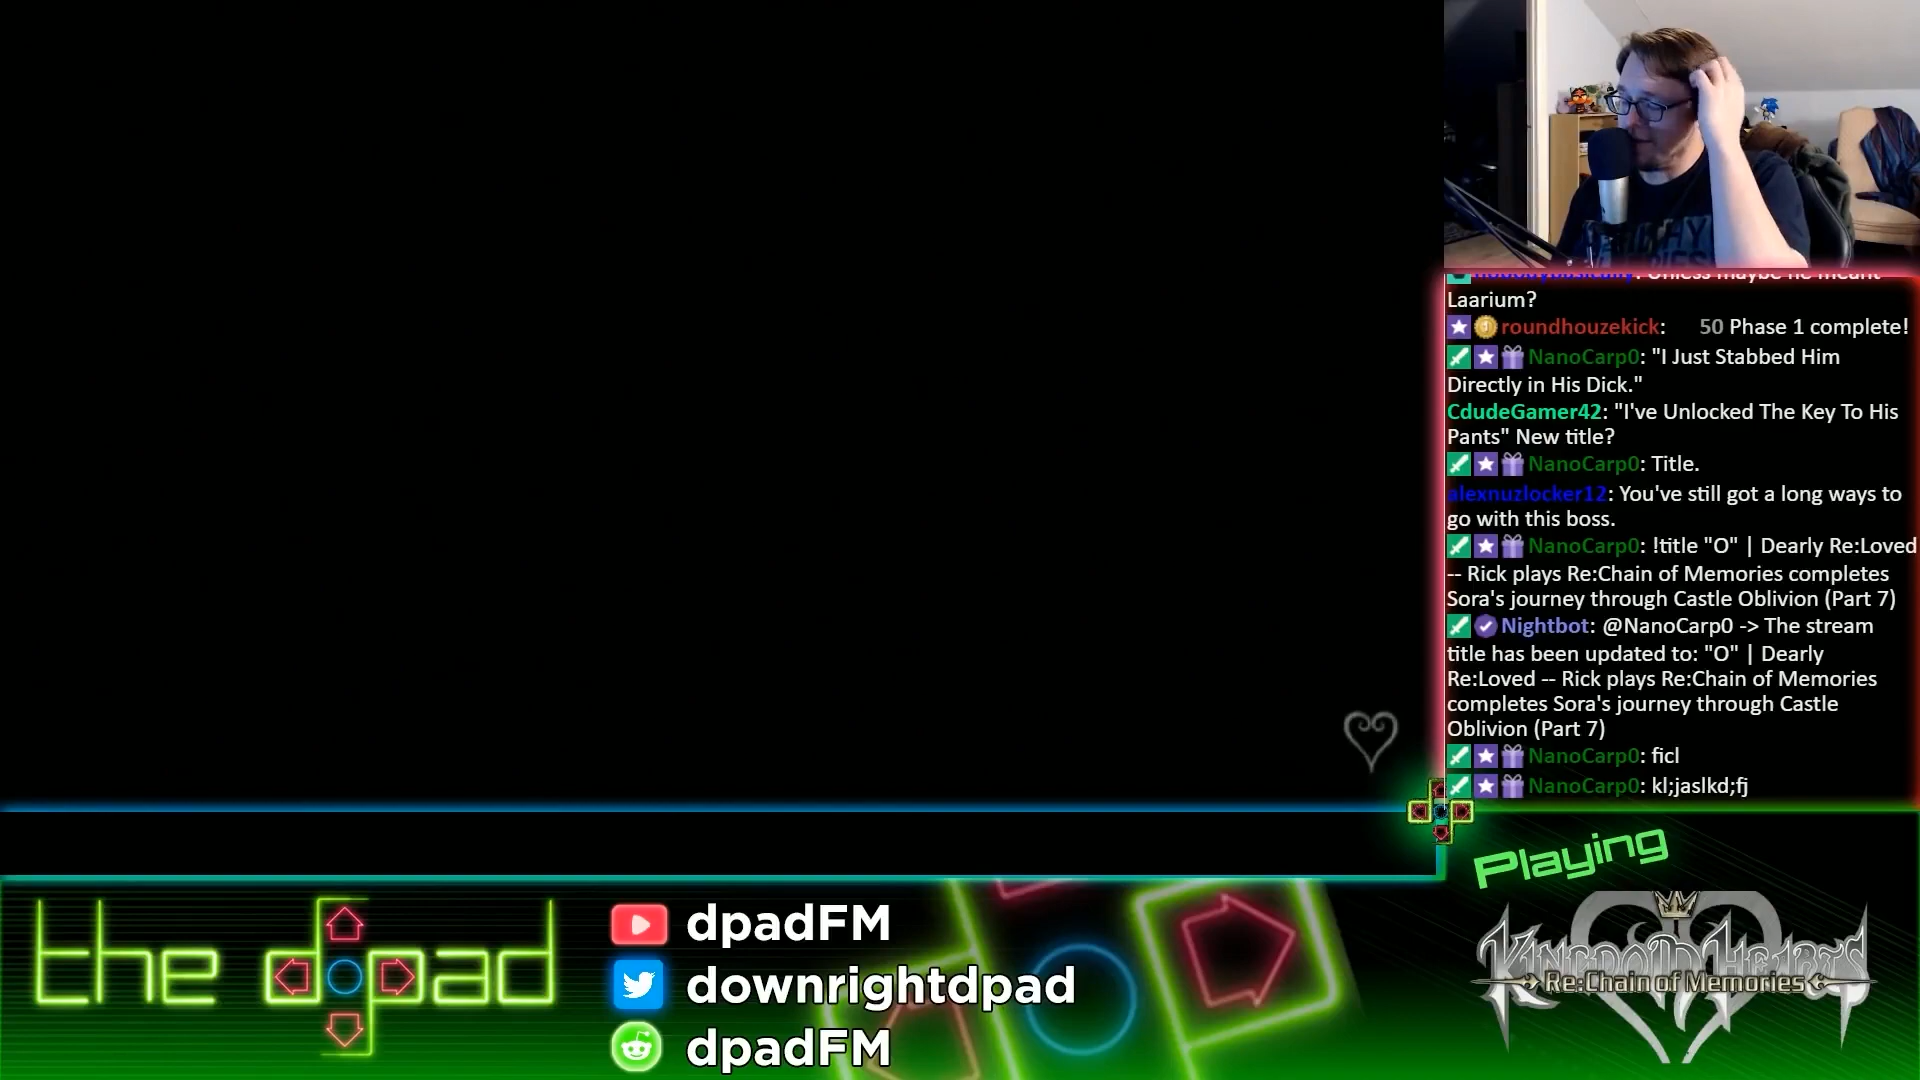 Unless maybe he meant
Laarium?
roundhouzekick: 50 Phase 1 complete!
NanoCarp0: "I Just Stabbed Him
Directly in His Dick."
CdudeGamer42: "I've Unlocked The Key To His
Pants" New title?
NanoCarp0: Title.
alexnuzlocker12: You've still got a long ways to
go with this boss.
NanoCarp0: !title "O" | Dearly Re:Loved
-- Rick plays Re:Chain of Memories completes
Sora's journey through Castle Oblivion (Part 7)
Nightbot: @NanoCarp0 -> The stream
title has been updated to: "O" | Dearly
Re:Loved -- Rick plays Re:Chain of Memories
completes Sora's journey through Castle
Oblivion (Part 7)
NanoCarp0: ficl
NanoCarp0: kl;jaslkd;fj
Playing
KINGDOM HEARTS
Re:Chain of Memories
the dpad
dpadFM
downrightdpad
dpadFM